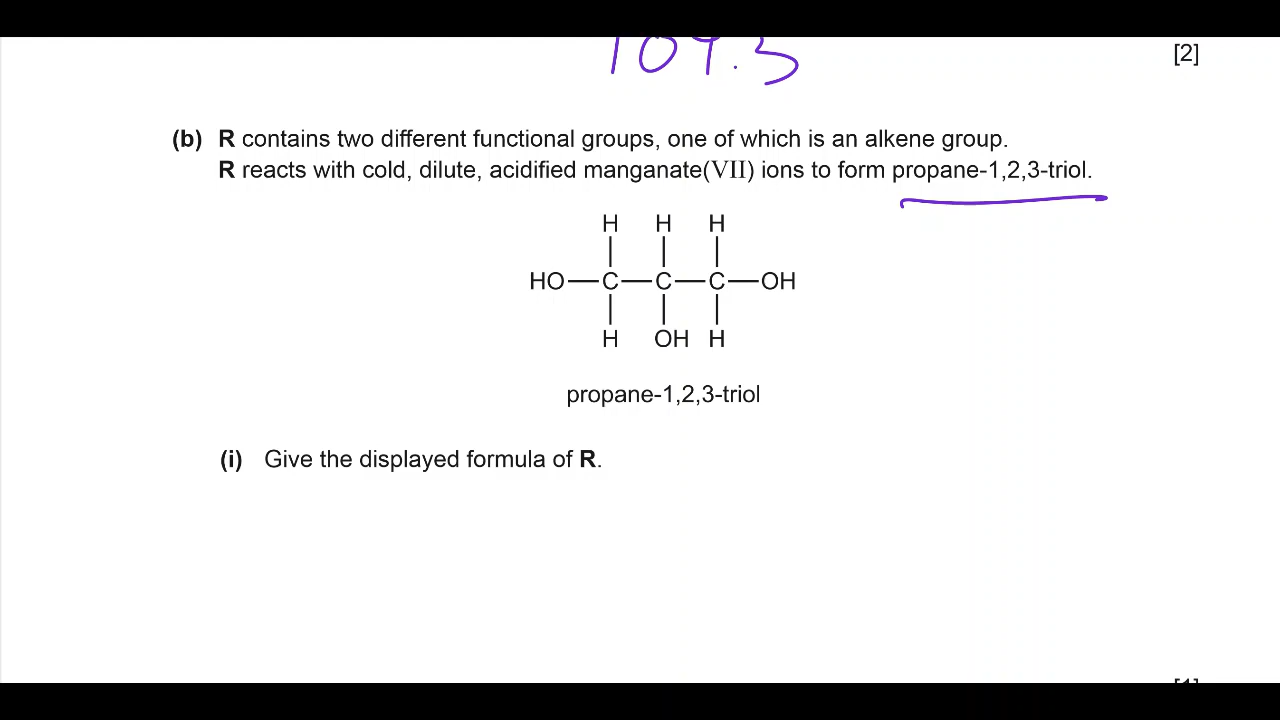 109.5
[2]
(b) R contains two different functional groups, one of which is an alkene group.
R reacts with cold, dilute, acidified manganate(VII) ions to form propane-1,2,3-triol.
H H H
HO—C—C—C—OH
H OH H
propane-1,2,3-triol
(i) Give the displayed formula of R.